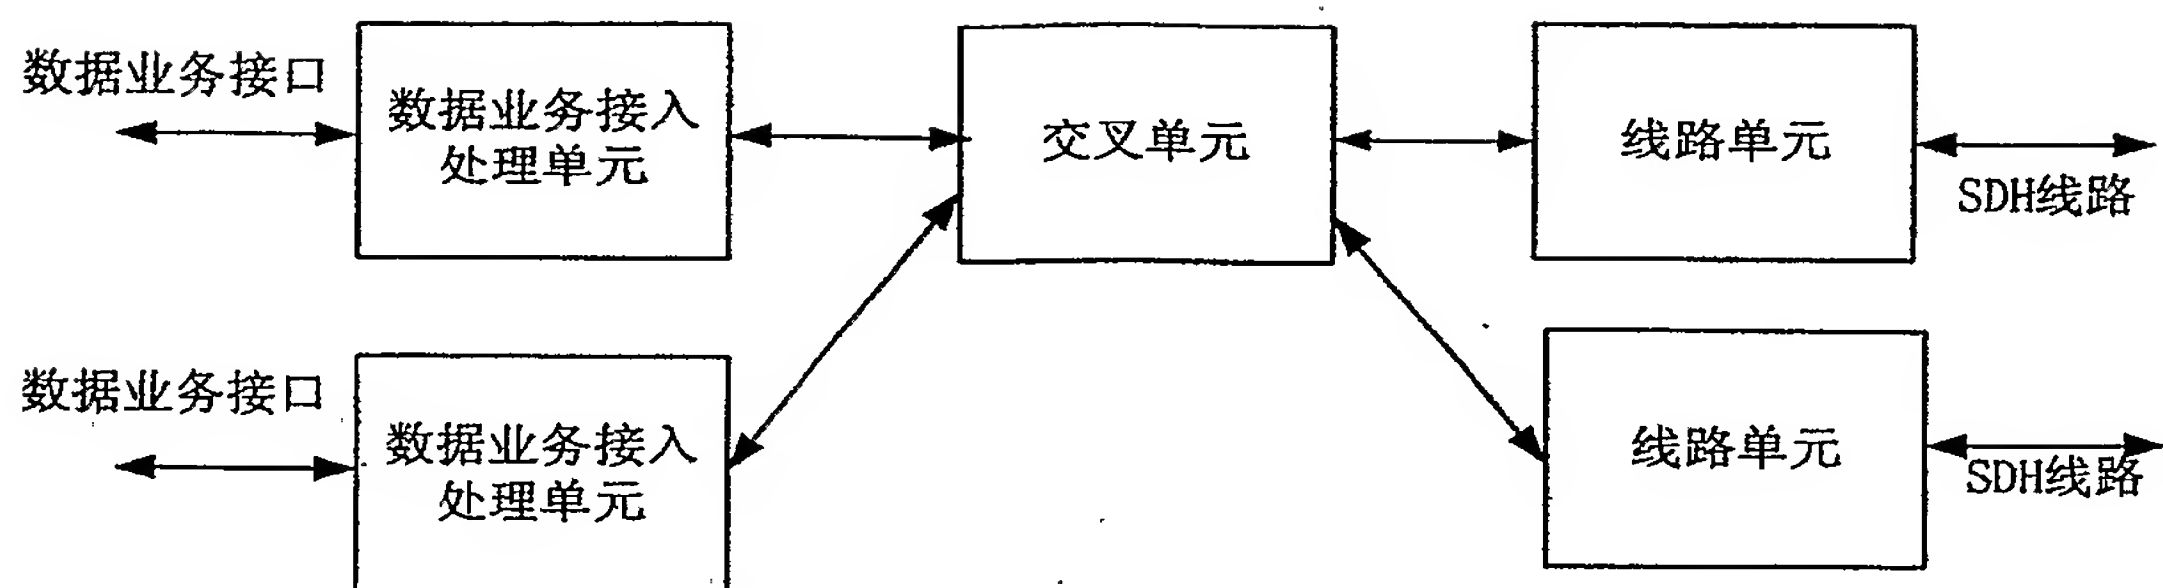 数据业务接口
数据业务接入
处理单元
交叉单元
线路单元
SDH线路
数据业务接口
数据业务接入
处理单元
线路单元
SDH线路